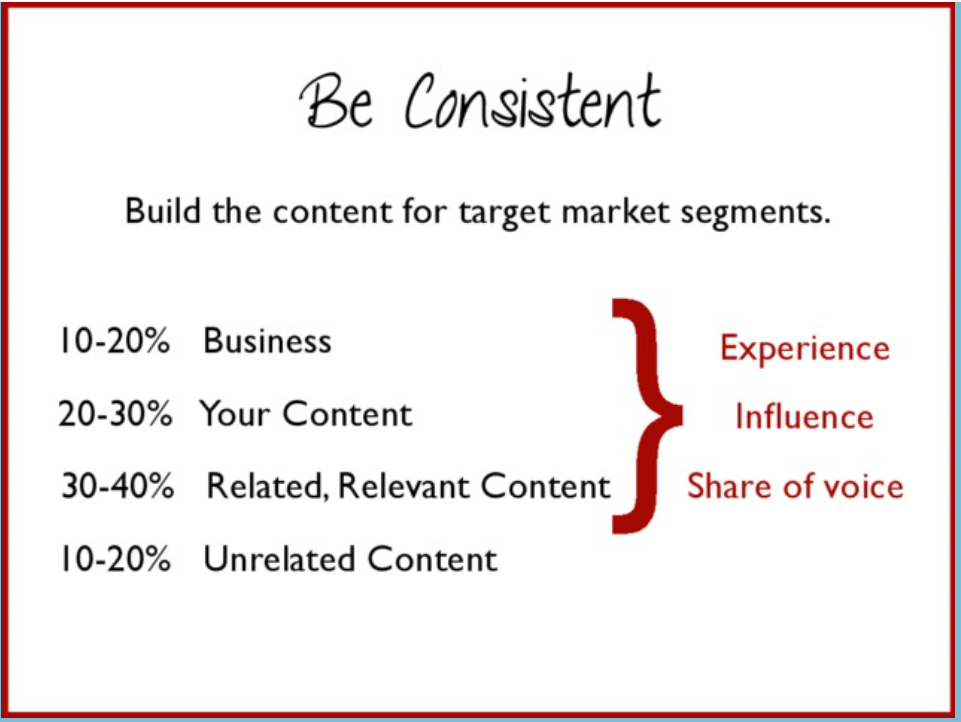 Be Consistent
Build the content for target market segments.
10-20% Business
20-30% Your Content
30-40% Related, Relevant Content
10-20% Unrelated Content
}
Experience
Influence
Share of voice